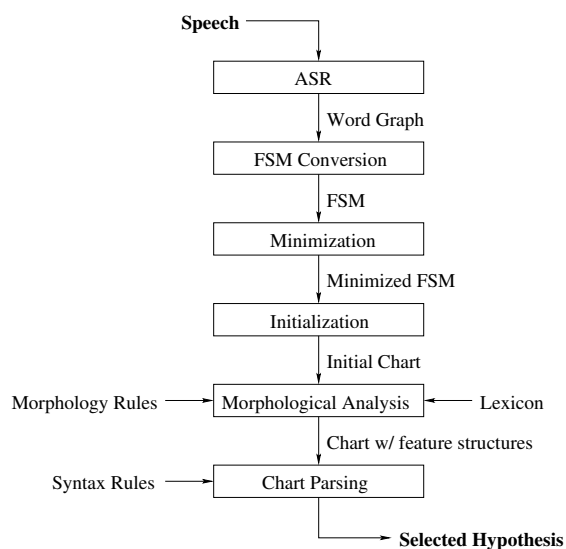 Speech
ASR
Word Graph
FSM Conversion
FSM
Minimization
Minimized FSM
Initialization
Initial Chart
Morphology Rules Morphological Analysis Lexicon
Chart w/ feature structures
Syntax Rules Chart Parsing
Selected Hypothesis